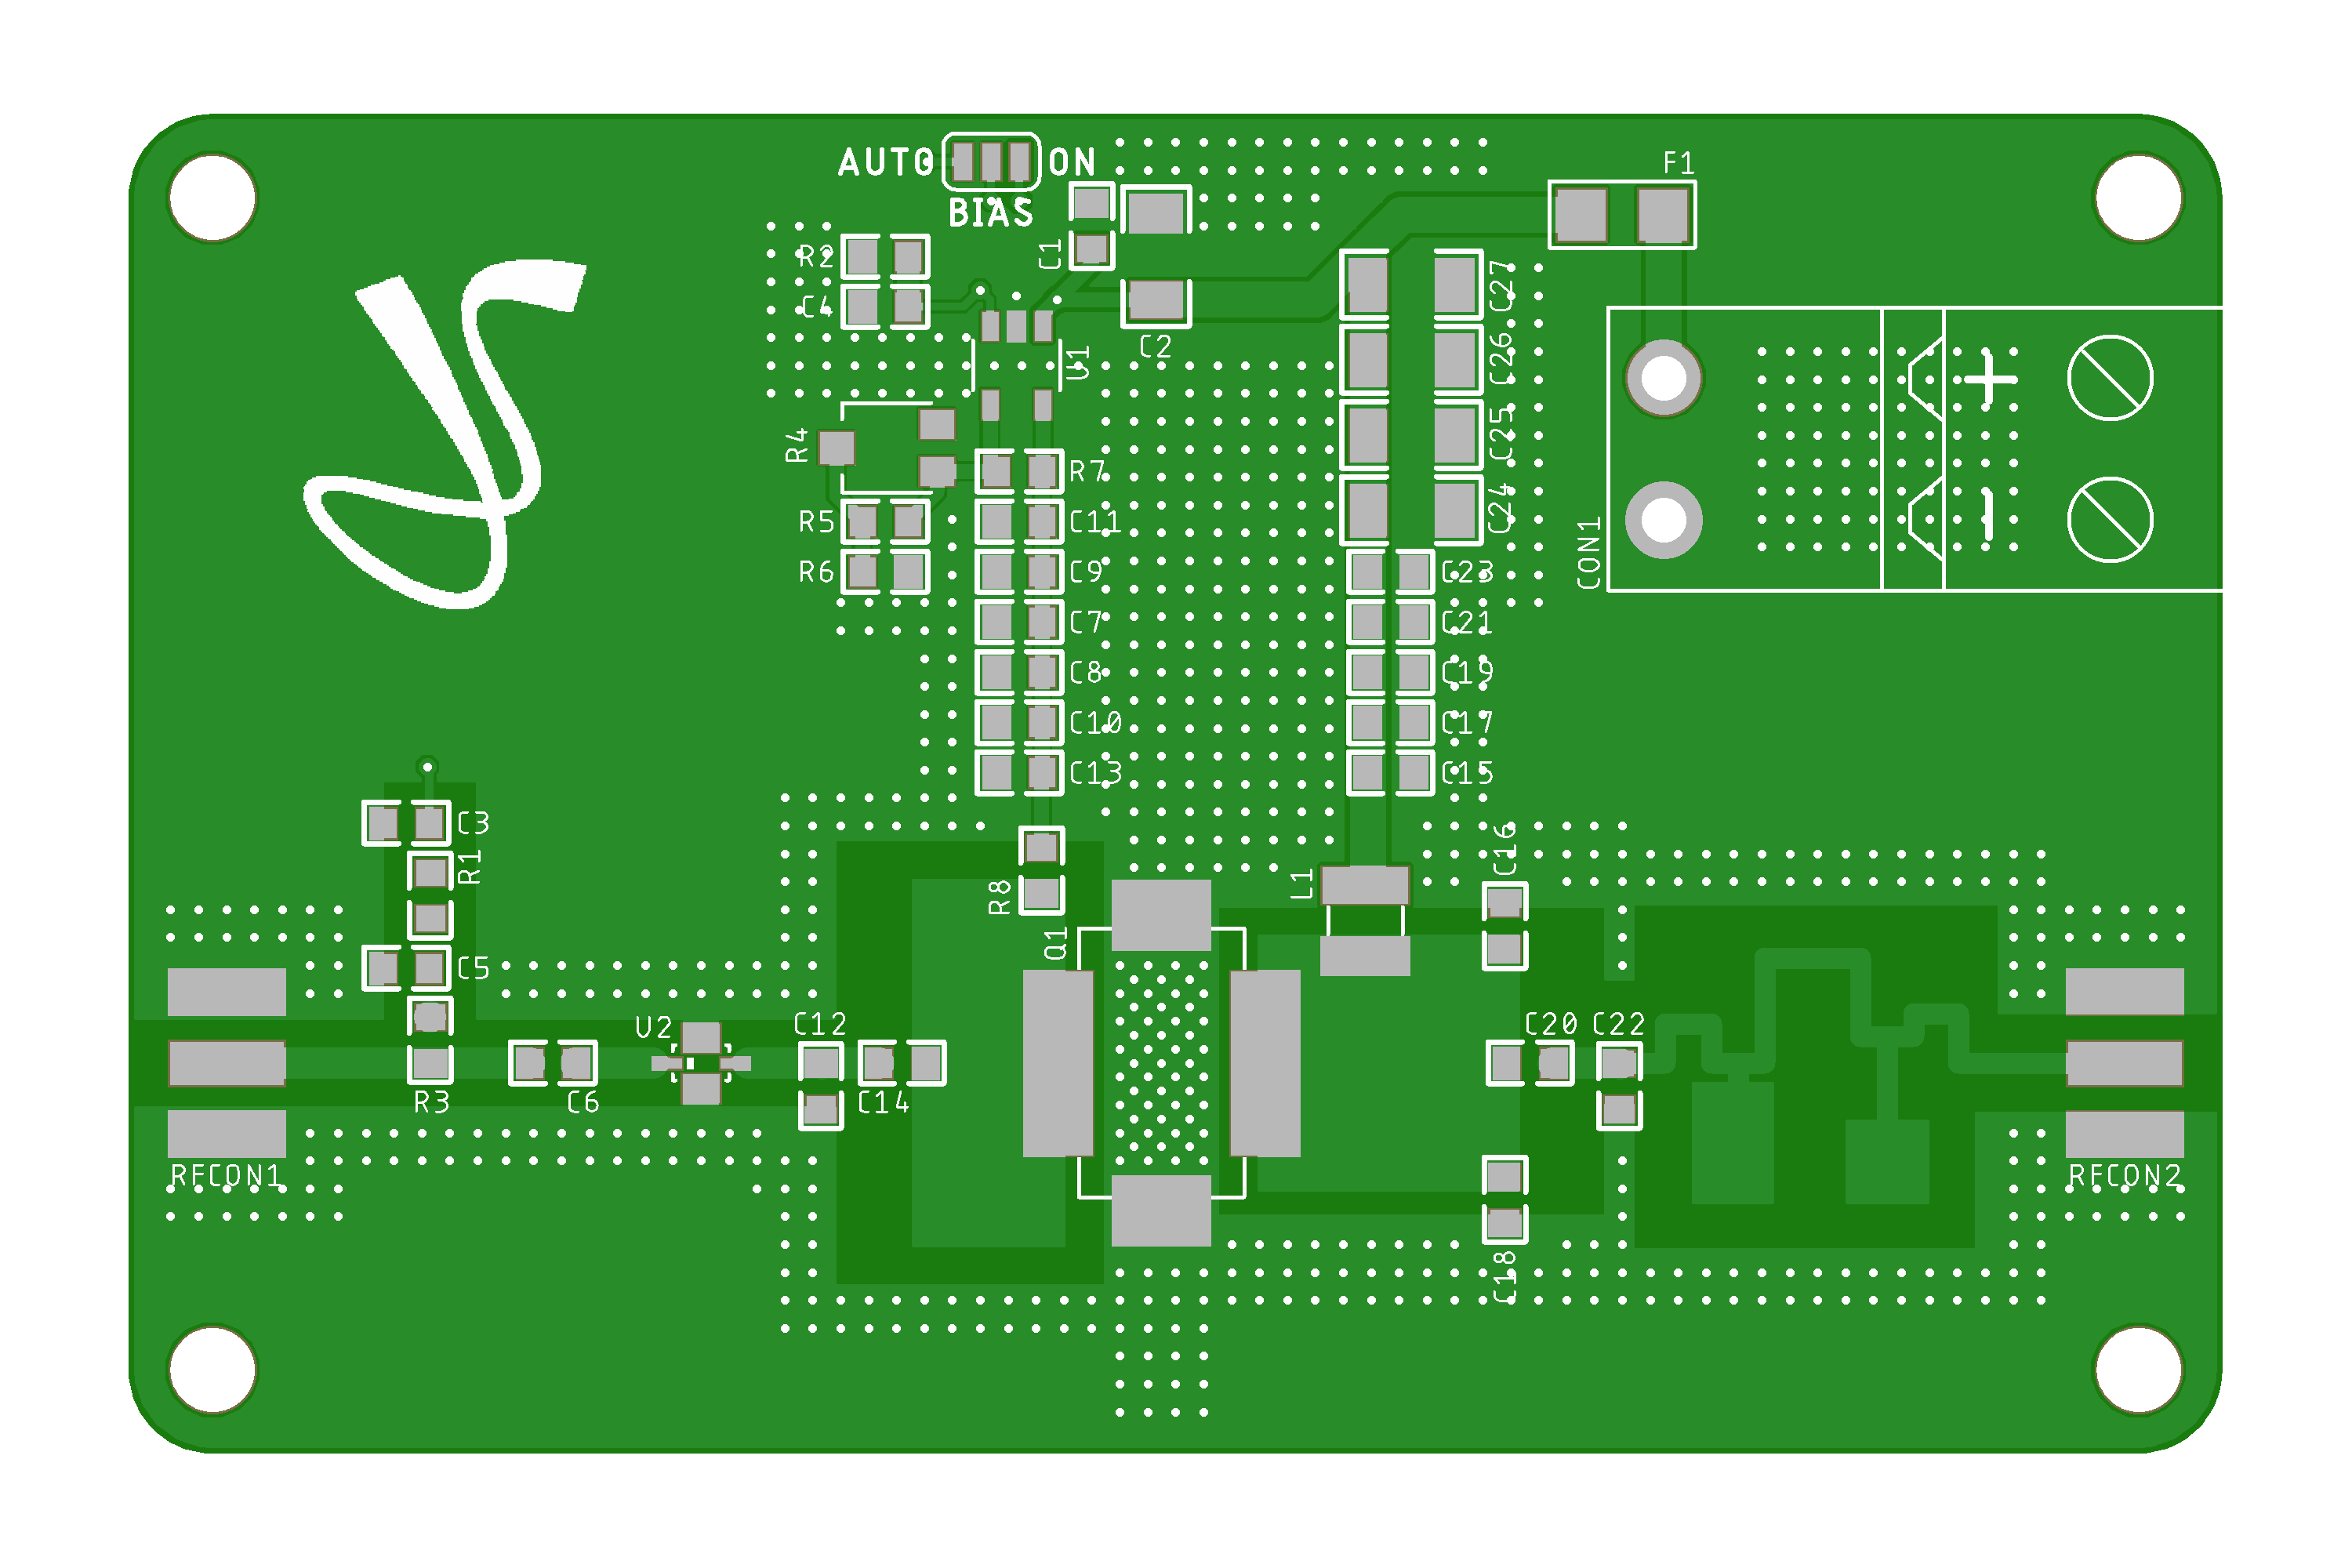 AUTO ON
BIAS
F1
R2
C1
C27
C4
C2
C26
U1
C25
R4
R7
C24
R5
C11
CON1
R6
C9
C23
C7
C21
C8
C19
C10
C17
C13
C15
C3
C16
R1
R8
L1
Q1
C5
U2
C12
C20
C22
R3
C6
C14
RFCON1
RFCON2
C18
+
-